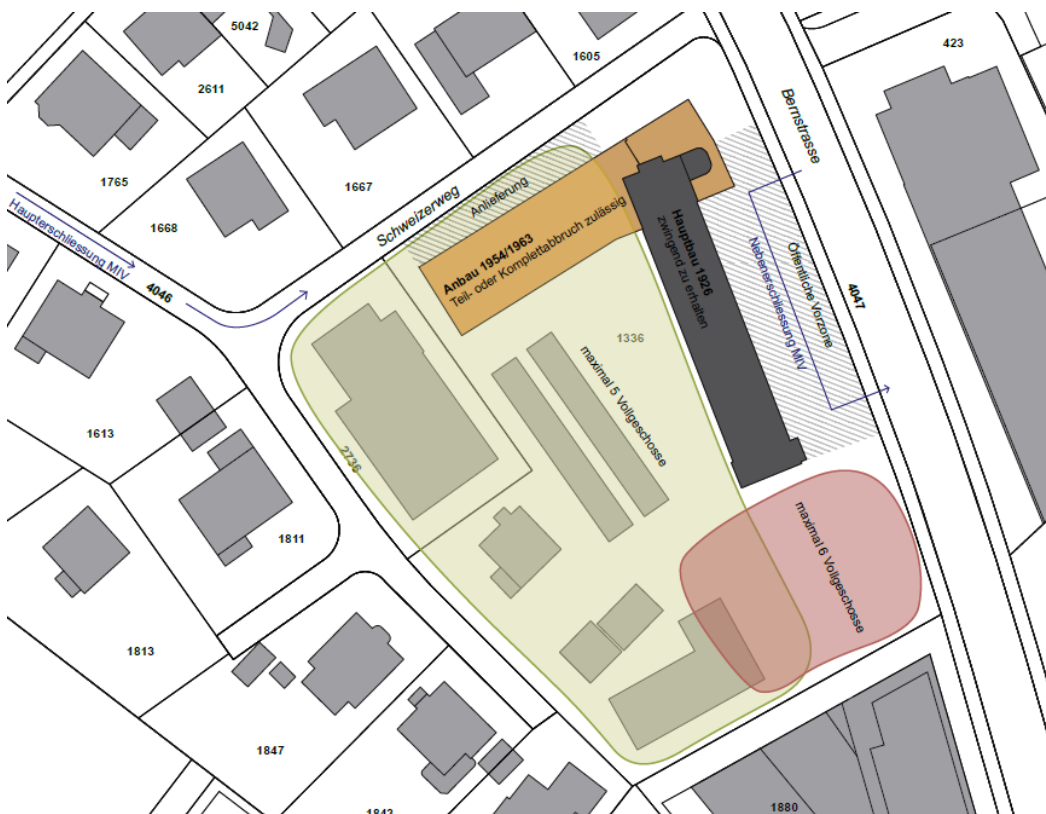 5042
423
1605
2611
Bernstrasse
1765
1667
1668
Schweizerweg
Anlieferung
Haupterschliessung MIV
4046
Anbau 1954/1963
Teil- oder Komplettabbruch zulässig
Hauptbau 1926
zwingend zu erhalten
Öffentliche Vorzone
Nebenerschliessung MIV
4047
1336
maximal 5 Vollgeschosse
1613
2736
1811
maximal 6 Vollgeschosse
1813
1847
1843
1880